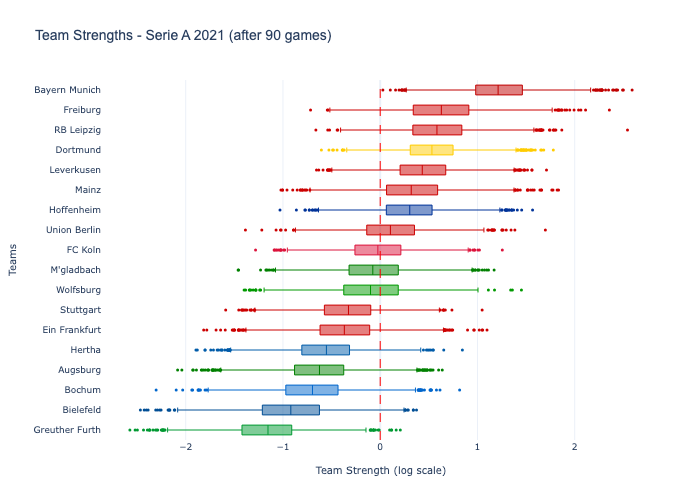 Team Strengths - Serie A 2021 (after 90 games)
Bayern Munich
Freiburg
RB Leipzig
Dortmund
Leverkusen
Mainz
Hoffenheim
Union Berlin
FC Koln
M'gladbach
Wolfsburg
Stuttgart
Ein Frankfurt
Hertha
Augsburg
Bochum
Bielefeld
Greuther Furth
Teams
−2 −1 0 1 2
Team Strength (log scale)